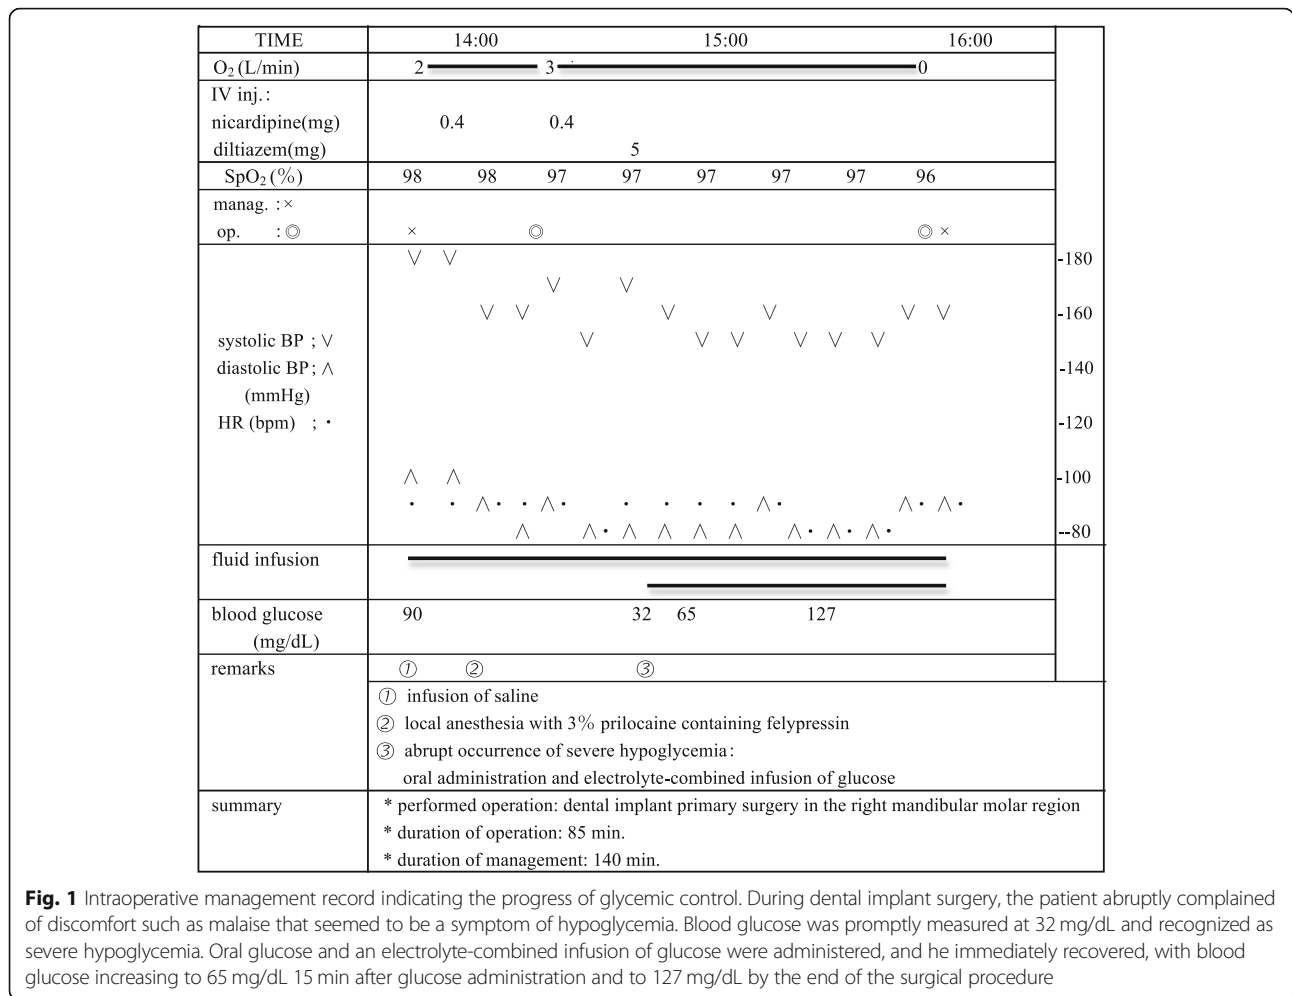 TIME 14:00 15:00 16:00
O₂ (L/min) 2 3 0
IV inj.:
nicardipine(mg) 0.4 0.4
diltiazem(mg) 5
SpO₂ (%) 98 98 97 97 97 97 97 96
manag. : ×
op. : ◎ × ◎ ◎ ×
-180
-160
systolic BP ; ∨
-140
diastolic BP ; ∧
(mmHg)
HR (bpm) ; · -120
-100
--80
fluid infusion
blood glucose 90 32 65 127
(mg/dL)
remarks ① ② ③
① infusion of saline
② local anesthesia with 3% prilocaine containing felypressin
③ abrupt occurrence of severe hypoglycemia:
oral administration and electrolyte-combined infusion of glucose
summary * performed operation: dental implant primary surgery in the right mandibular molar region
* duration of operation: 85 min.
* duration of management: 140 min.
Fig. 1 Intraoperative management record indicating the progress of glycemic control. During dental implant surgery, the patient abruptly complained
of discomfort such as malaise that seemed to be a symptom of hypoglycemia. Blood glucose was promptly measured at 32 mg/dL and recognized as
severe hypoglycemia. Oral glucose and an electrolyte-combined infusion of glucose were administered, and he immediately recovered, with blood
glucose increasing to 65 mg/dL 15 min after glucose administration and to 127 mg/dL by the end of the surgical procedure